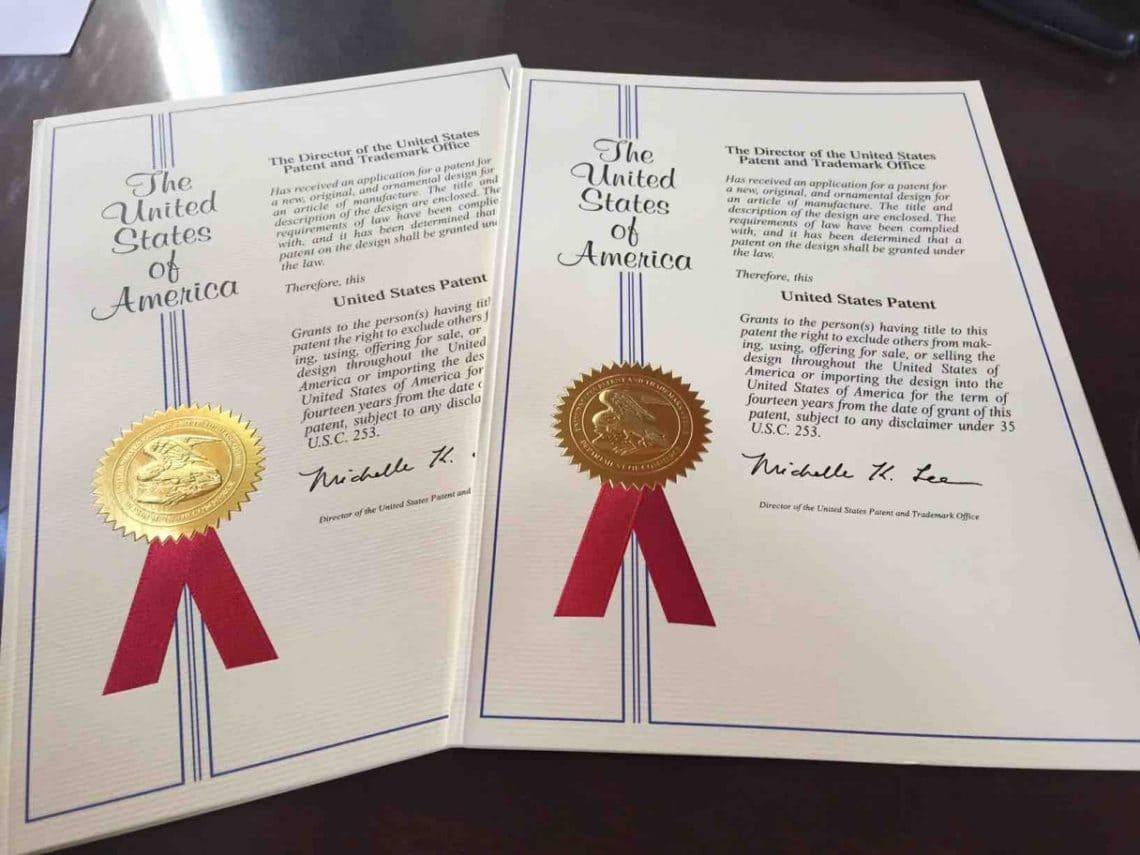 The
United
States
of
America
The Director of the United States
Patent and Trademark Office
Has received an application for a patent for
a new, original, and ornamental design for
an article of manufacture. The title and
description of the design are enclosed. The
requirements of law have been complie
with, and it has been determined that
patent on the design shall be granted un
the law.
Therefore, this
United States Patent
Grants to the person(s) having titl
patent the right to exclude others f
ing, using, offering for sale, or
design throughout the United
America or importing the des
United States of America for
fourteen years from the date o
patent, subject to any discla
U.S.C. 253.
Michelle K.
Director of the United States Patent and
The
United
States
of
America
The Director of the United States
Patent and Trademark Office
Has received an application for a patent for
a new, original, and ornamental design for
an article of manufacture. The title and
description of the design are enclosed. The
requirements of law have been complied
with, and it has been determined that a
patent on the design shall be granted under
the law.
Therefore, this
United States Patent
Grants to the person(s) having title to this
patent the right to exclude others from mak-
ing, using, offering for sale, or selling the
design throughout the United States of
America or importing the design into the
United States of America for the term of
fourteen years from the date of grant of this
patent, subject to any disclaimer under 35
U.S.C. 253.
PATENT AND TRADEMARK
DEPARTMENT OF COMMERCE
Michelle K. Lee
Director of the United States Patent and Trademark Office